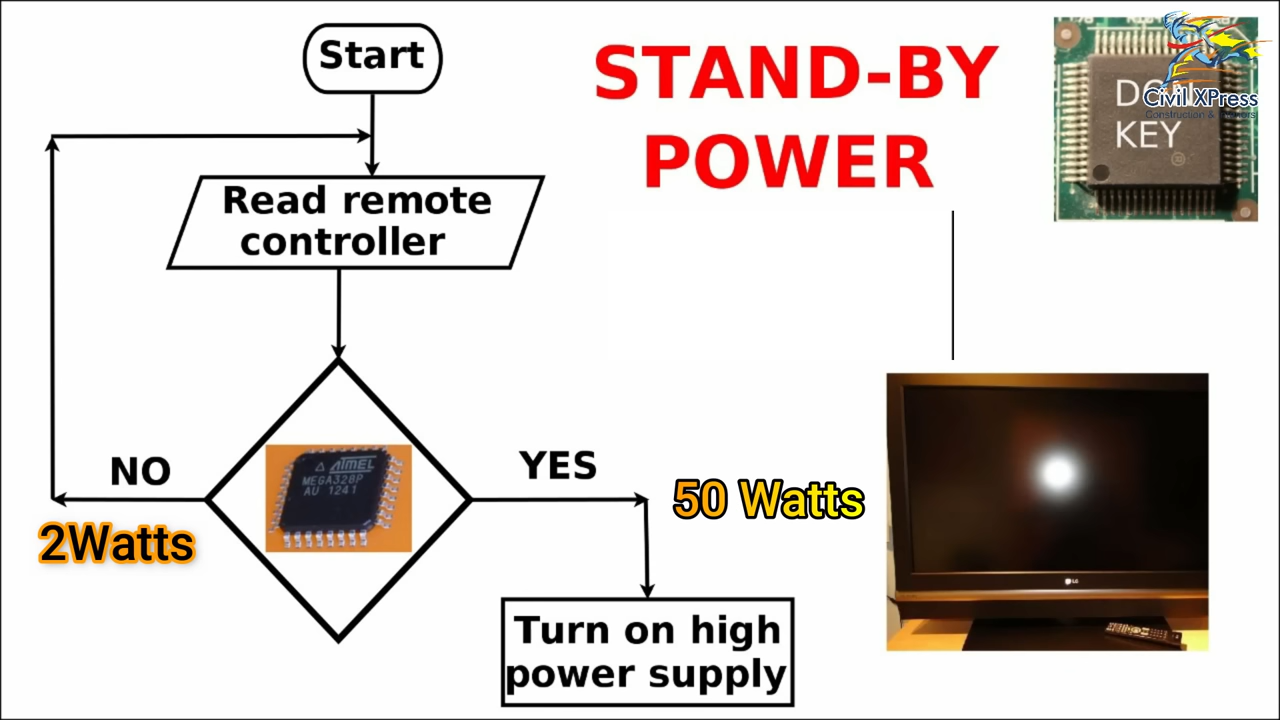 Start
STAND-BY
POWER
KEY
Civil XPress
Read remote
controller
NO
YES
2Watts
50 Watts
ATMEL
MEGA328P
AU 1241
LG
Turn on high
power supply